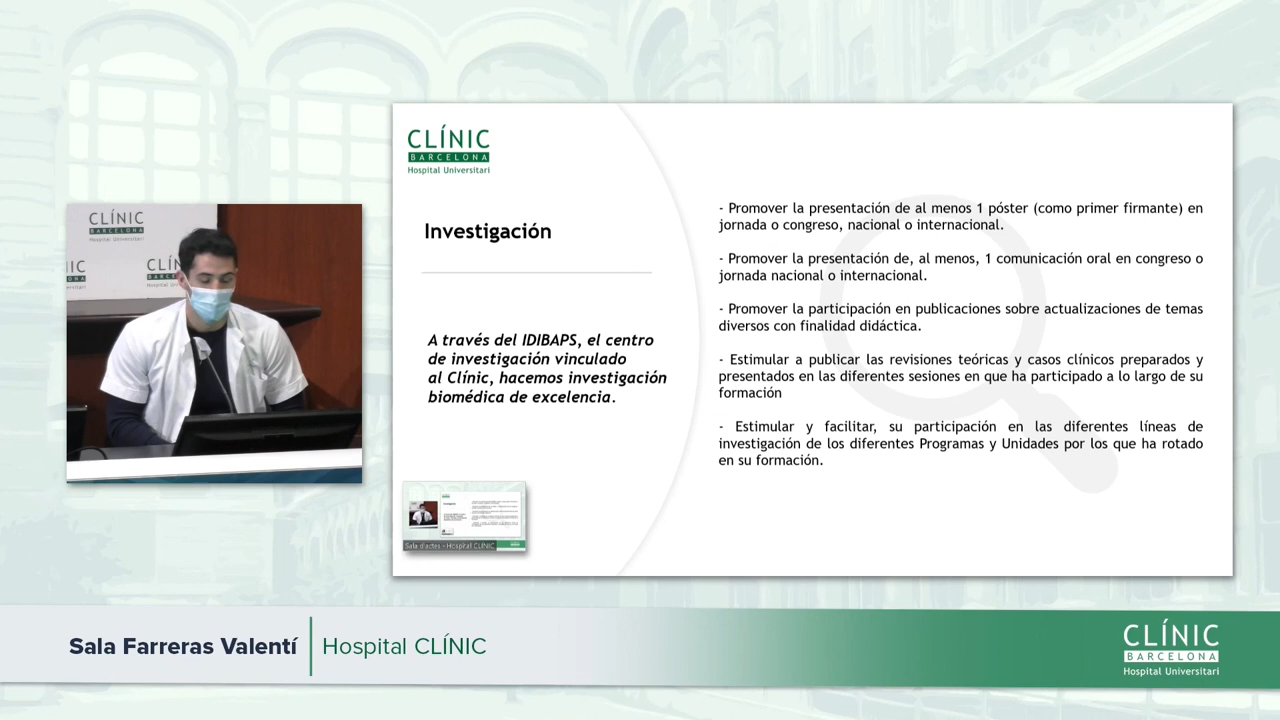 CLÍNIC
BARCELONA
Hospital Universitari
Investigación
A través del IDIBAPS, el centro
de investigación vinculado
al Clínic, hacemos investigación
biomédica de excelencia.
- Promover la presentación de al menos 1 póster (como primer firmante) en
jornada o congreso, nacional o internacional.
- Promover la presentación de, al menos, 1 comunicación oral en congreso o
jornada nacional o internacional.
- Promover la participación en publicaciones sobre actualizaciones de temas
diversos con finalidad didáctica.
- Estimular a publicar las revisiones teóricas y casos clínicos preparados y
presentados en las diferentes sesiones en que ha participado a lo largo de su
formación
- Estimular y facilitar, su participación en las diferentes líneas de
investigación de los diferentes Programas y Unidades por los que ha rotado
en su formación.
CLÍNIC
BARCELONA
Hospital Universitari
Sala d'actes - Hospital CLÍNIC
Sala Farreras Valentí
Hospital CLÍNIC
CLÍNIC
BARCELONA
Hospital Universitari